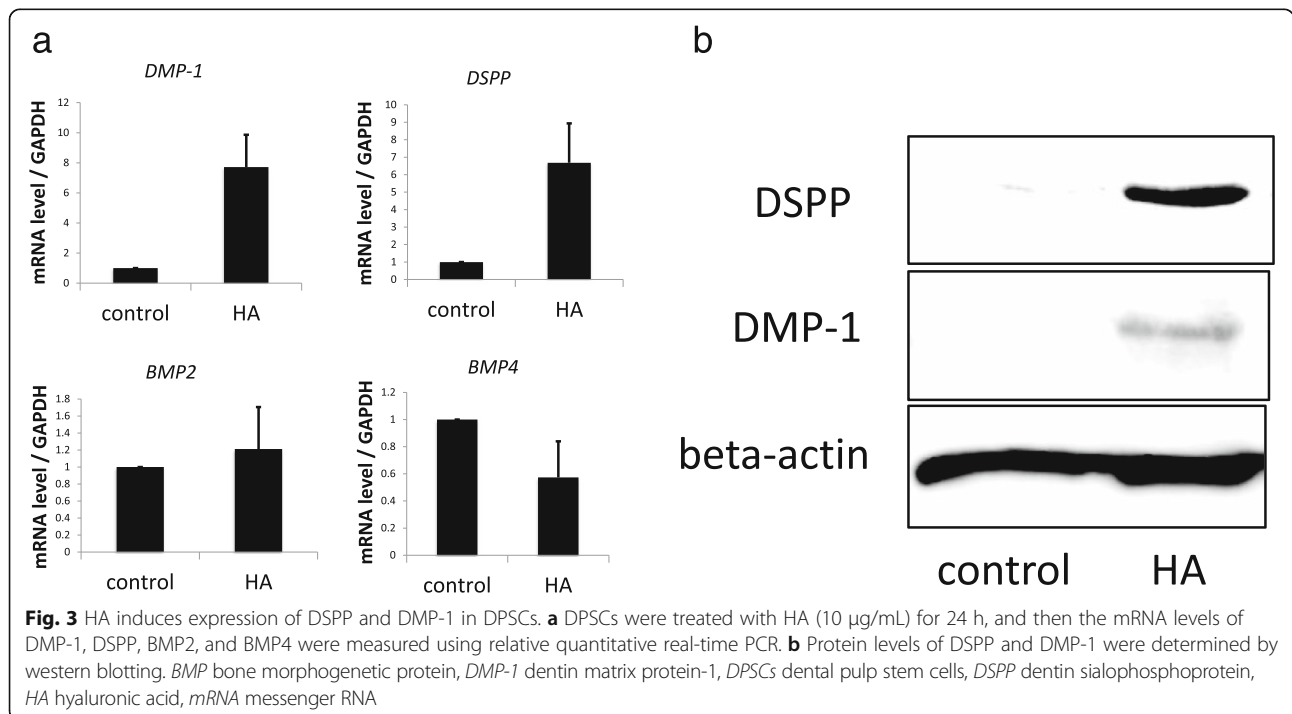 a
DMP-1
mRNA level / GAPDH
12
10
8
6
4
2
0
control HA
DSPP
mRNA level / GAPDH
10
9
8
7
6
5
4
3
2
1
0
control HA
BMP2
mRNA level / GAPDH
1.8
1.6
1.4
1.2
1
0.8
0.6
0.4
0.2
0
control HA
BMP4
mRNA level / GAPDH
1.2
1
0.8
0.6
0.4
0.2
0
control HA
b
DSPP
DMP-1
beta-actin
control HA
Fig. 3 HA induces expression of DSPP and DMP-1 in DPSCs. a DPSCs were treated with HA (10 μg/mL) for 24 h, and then the mRNA levels of
DMP-1, DSPP, BMP2, and BMP4 were measured using relative quantitative real-time PCR. b Protein levels of DSPP and DMP-1 were determined by
western blotting. BMP bone morphogenetic protein, DMP-1 dentin matrix protein-1, DPSCs dental pulp stem cells, DSPP dentin sialophosphoprotein,
HA hyaluronic acid, mRNA messenger RNA